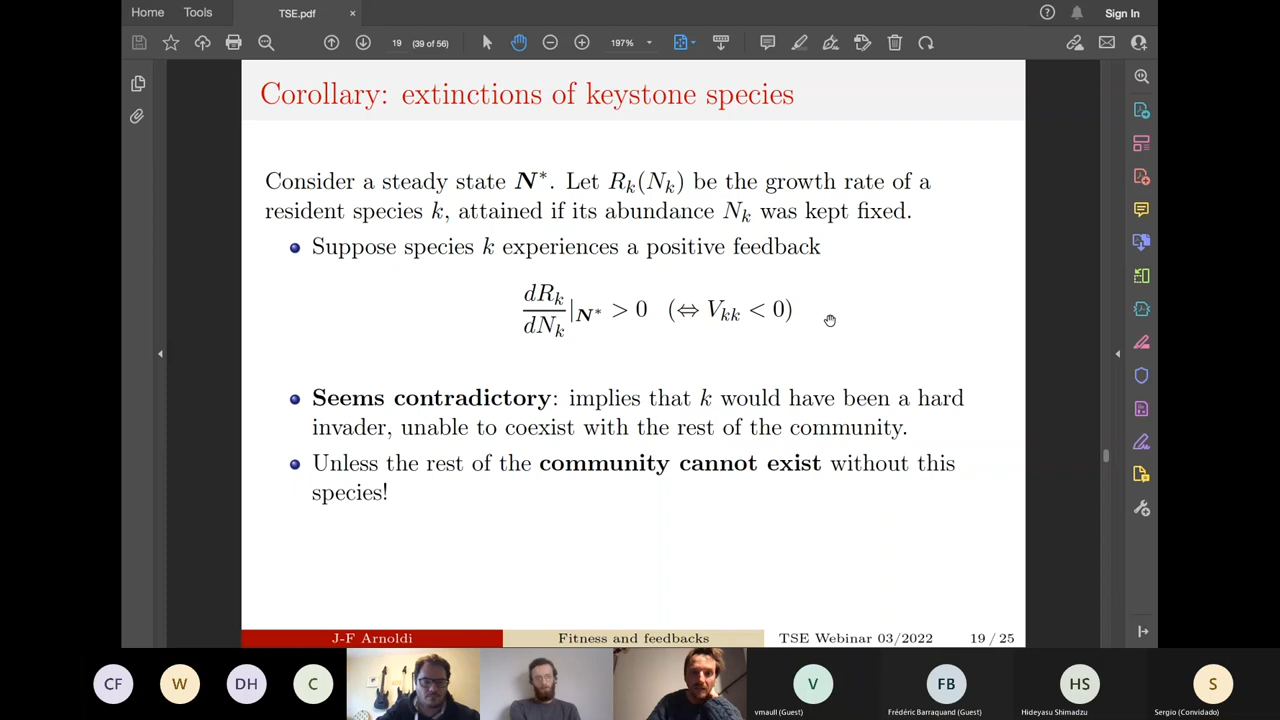 Home Tools TSE.pdf × Sign In
19 (39 of 56) 197%
Corollary: extinctions of keystone species
Consider a steady state N*. Let R_k(N_k) be the growth rate of a
resident species k, attained if its abundance N_k was kept fixed.
Suppose species k experiences a positive feedback
dR_k/dN_k |N* > 0 (⇔ V_kk < 0)
Seems contradictory: implies that k would have been a hard
invader, unable to coexist with the rest of the community.
Unless the rest of the community cannot exist without this
species!
J-F Arnoldi Fitness and feedbacks TSE Webinar 03/2022 19 / 25
CF W DH C V FB HS S
vmaull (Guest) Frédéric Barraquand (Guest) Hideyasu Shimadzu Sergio (Convidado)